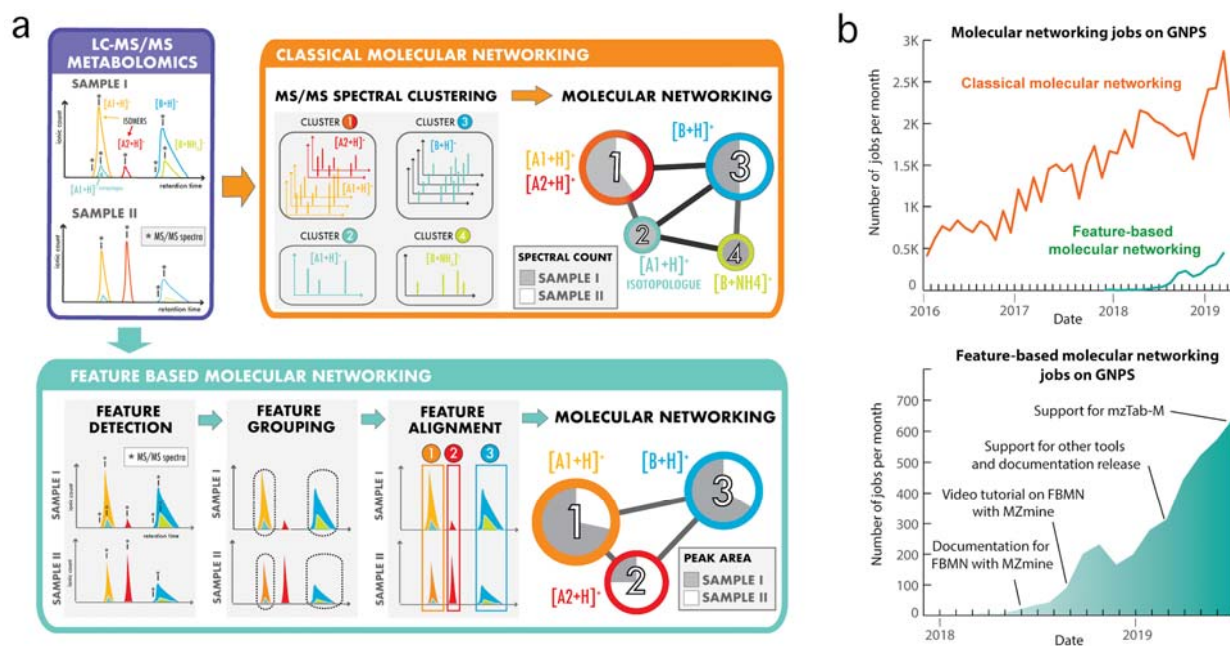 a
LC-MS/MS
METABOLOMICS
SAMPLE I
ionic count
[A1+H]⁺
ISOMERS
[A2+H]⁺
[B+H]⁺
[B+NH₄]⁺
[A1+H]⁺
retention time
SAMPLE II
* MS/MS spectra
ionic count
retention time
CLASSICAL MOLECULAR NETWORKING
MS/MS SPECTRAL CLUSTERING
CLUSTER 1
[A2+H]⁺
[A1+H]⁺
CLUSTER 3
[B+H]⁺
CLUSTER 2
[A1+H]⁺
CLUSTER 4
[B+NH₄]⁺
MOLECULAR NETWORKING
[A1+H]⁺
[A2+H]⁺
[B+H]⁺
1
3
2
4
[A1+H]⁺
ISOTOPOLOGUE
[B+NH4]⁺
SPECTRAL COUNT
SAMPLE I
SAMPLE II
FEATURE BASED MOLECULAR NETWORKING
FEATURE
DETECTION
* MS/MS spectra
SAMPLE I
ionic count
retention time
SAMPLE II
ionic count
FEATURE
GROUPING
SAMPLE I
SAMPLE II
FEATURE
ALIGNMENT
1 2 3
SAMPLE I
SAMPLE II
MOLECULAR NETWORKING
[A1+H]⁺
[B+H]⁺
1
3
2
[A2+H]⁺
PEAK AREA
SAMPLE I
SAMPLE II
b
Molecular networking jobs on GNPS
Number of jobs per month
3K
2.5K
2K
1.5K
1K
0.5K
0
Classical molecular networking
Feature-based
molecular networking
2016 2017 2018 2019
Date
Feature-based molecular networking
jobs on GNPS
Number of jobs per month
700
600
500
400
300
200
100
0
Support for mzTab-M
Support for other tools
and documentation release
Video tutorial on FBMN
with MZmine
Documentation for
FBMN with MZmine
2018 2019
Date